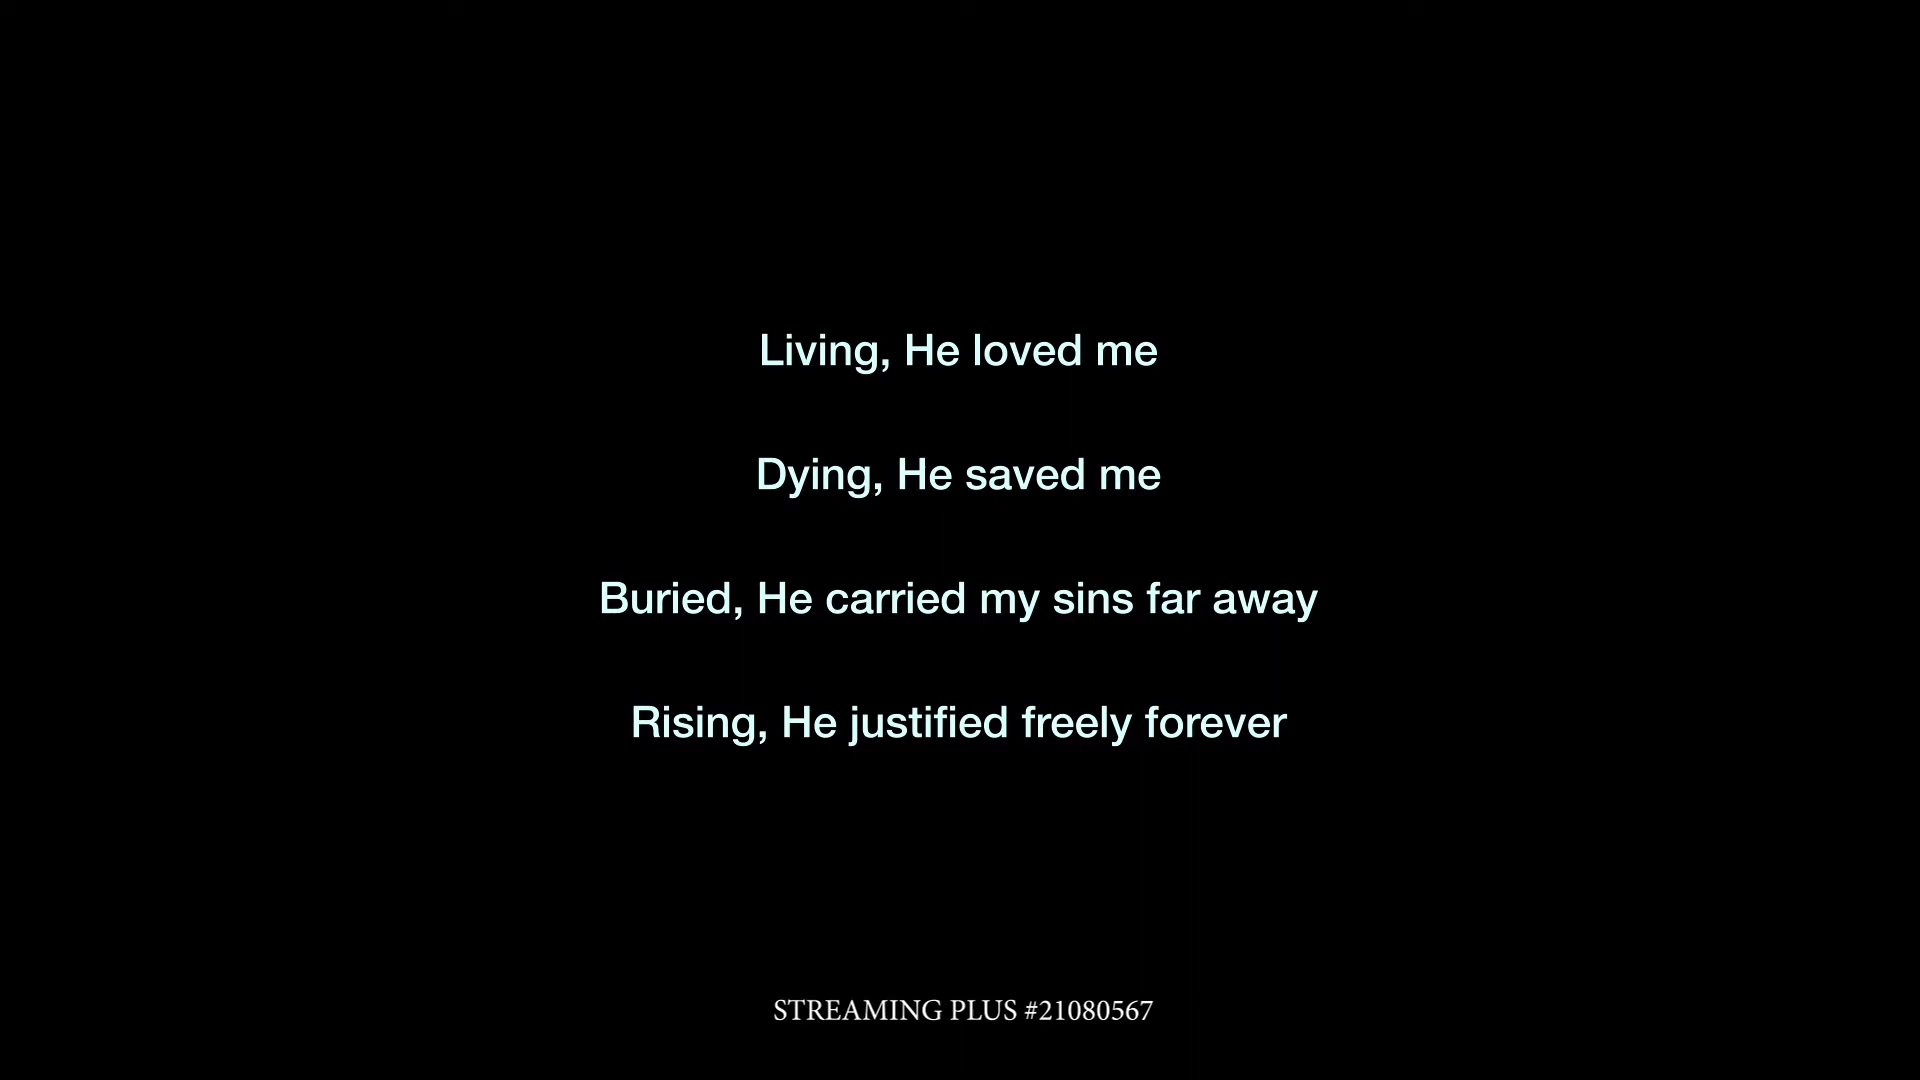 Living, He loved me
Dying, He saved me
Buried, He carried my sins far away
Rising, He justified freely forever
STREAMING PLUS #21080567